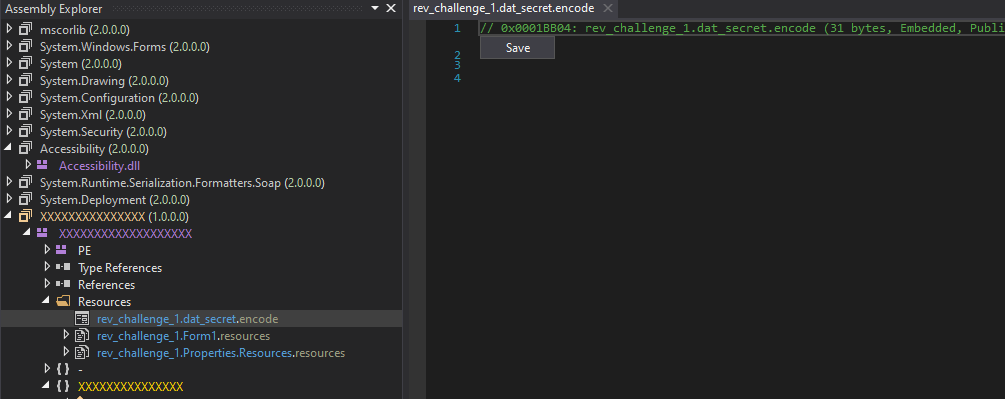 Assembly Explorer
mscorlib (2.0.0.0)
System.Windows.Forms (2.0.0.0)
System (2.0.0.0)
System.Drawing (2.0.0.0)
System.Configuration (2.0.0.0)
System.Xml (2.0.0.0)
System.Security (2.0.0.0)
Accessibility (2.0.0.0)
Accessibility.dll
System.Runtime.Serialization.Formatters.Soap (2.0.0.0)
System.Deployment (2.0.0.0)
XXXXXXXXXXXXXXX (1.0.0.0)
XXXXXXXXXXXXXXXXXXX
PE
Type References
References
Resources
rev_challenge_1.dat_secret.encode
rev_challenge_1.Form1.resources
rev_challenge_1.Properties.Resources.resources
{ } -
{ } XXXXXXXXXXXXXXX
rev_challenge_1.dat_secret.encode
1 // 0x0001BB04: rev_challenge_1.dat_secret.encode (31 bytes, Embedded, Publi
Save
2
3
4